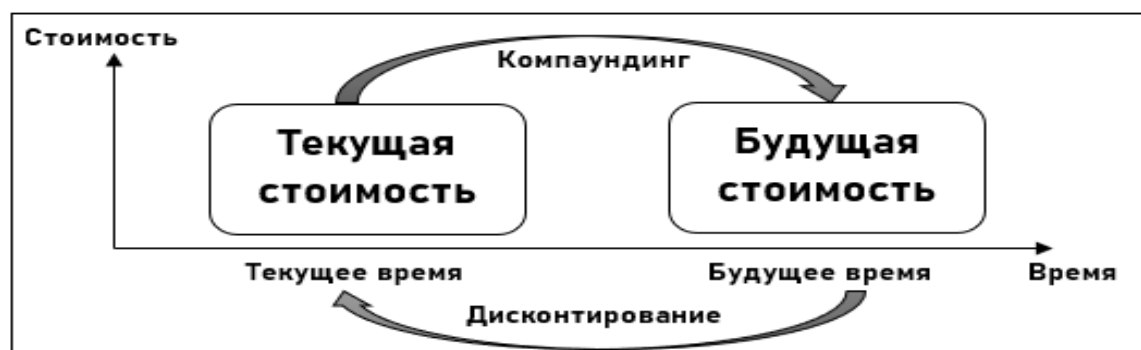 Стоимость
Компаундинг
Текущая
стоимость
Будущая
стоимость
Текущее время
Будущее время
Время
Дисконтирование